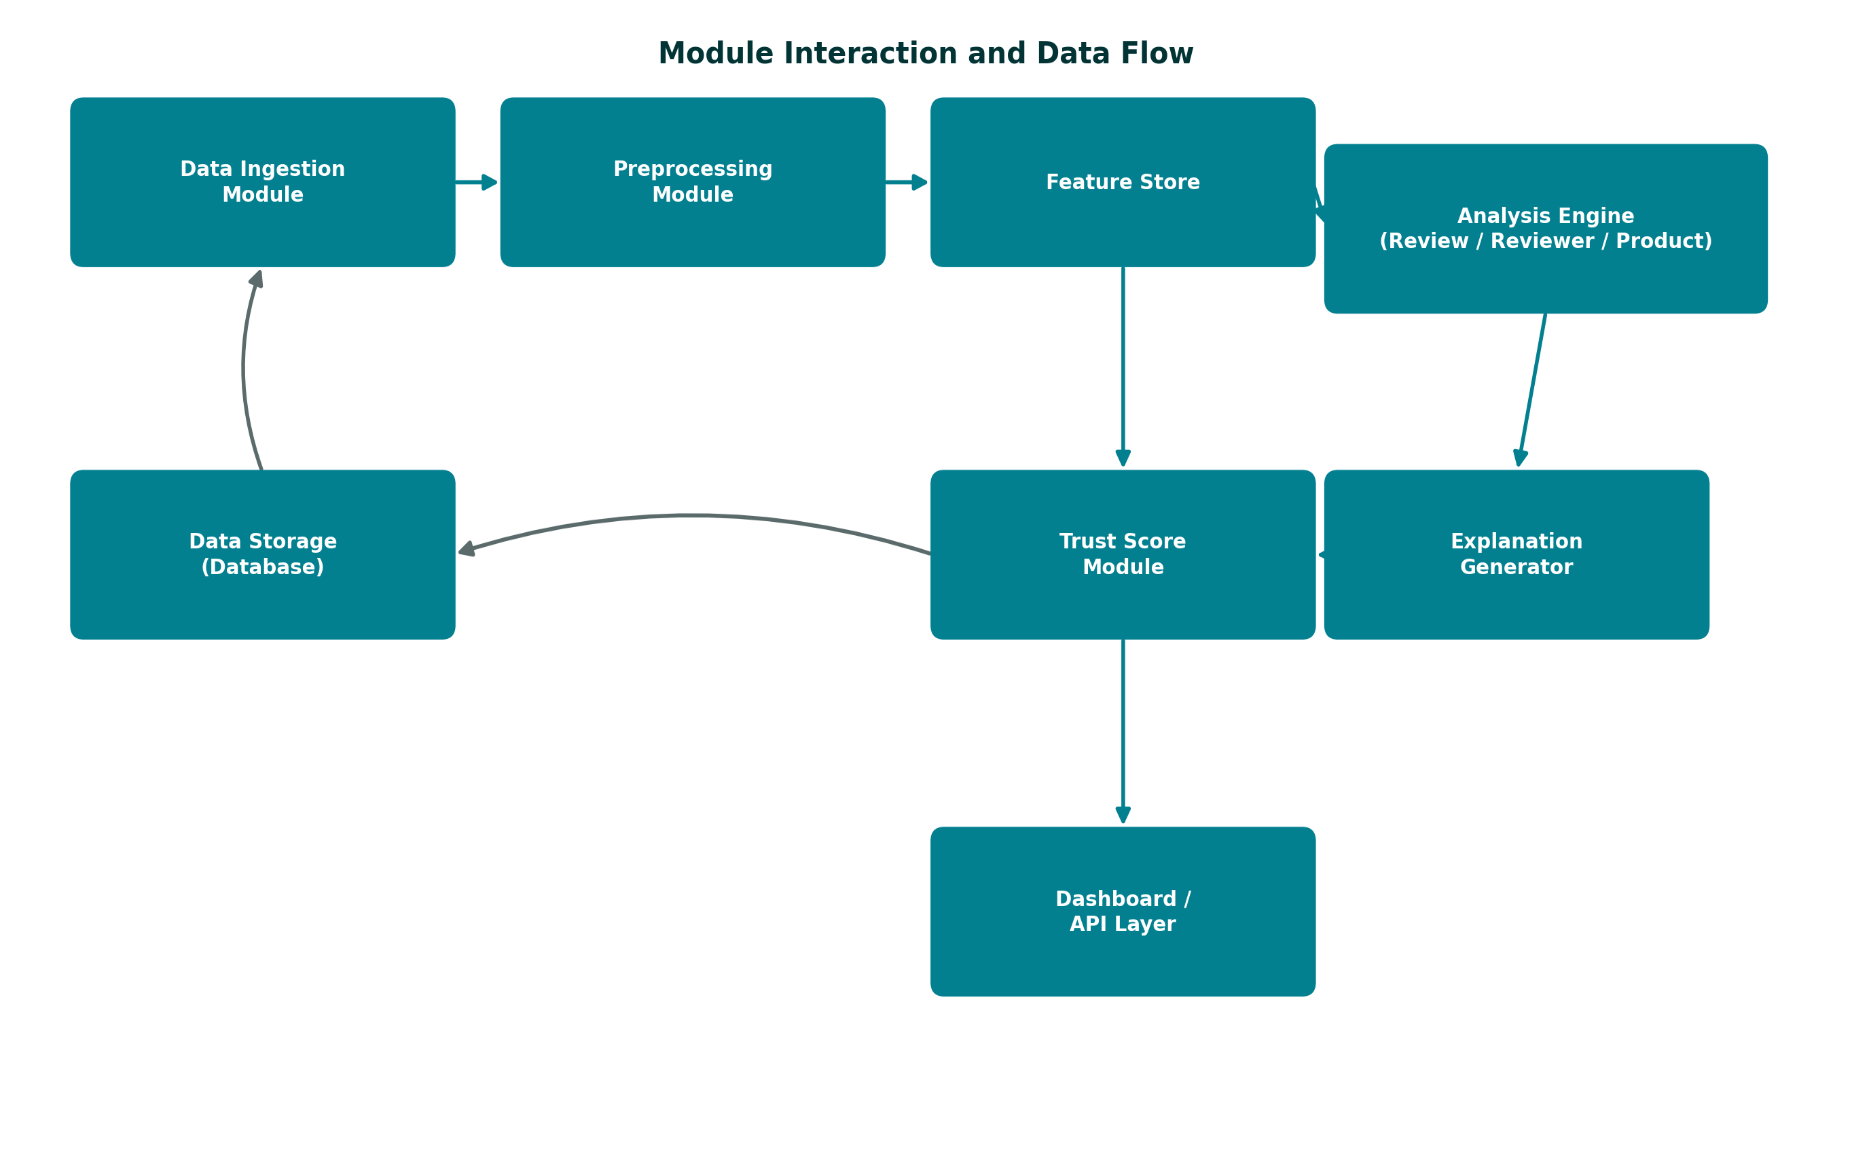 Module Interaction and Data Flow
Data Ingestion
Module
Preprocessing
Module
Feature Store
Analysis Engine
(Review / Reviewer / Product)
Data Storage
(Database)
Trust Score
Module
Explanation
Generator
Dashboard /
API Layer